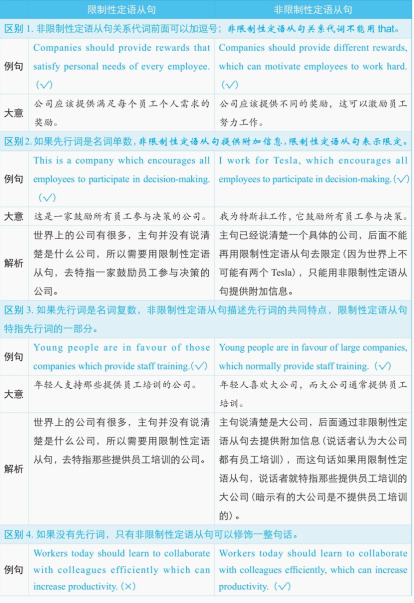 限制性定语从句 非限制性定语从句
区别 1. 非限制性定语从句关系代词前面可以加逗号；非限制性定语从句关系代词不能用 that。
例句
Companies should provide rewards that
satisfy personal needs of every employee.
(√)
Companies should provide different rewards,
which can motivate employees to work hard.
(√)
大意
公司应该提供满足每个员工个人需求的
奖励。
公司应该提供不同的奖励，这可以激励员工
努力工作。
区别 2. 如果先行词是名词单数，非限制性定语从句提供附加信息，限制性定语从句表示限定。
例句
This is a company which encourages all
employees to participate in decision-making.
(√)
I work for Tesla, which encourages all
employees to participate in decision-making.(√)
大意
这是一家鼓励所有员工参与决策的公司。
我为特斯拉工作，它鼓励所有员工参与决策。
解析
世界上的公司有很多，主句并没有说清
楚是什么公司，所以需要用限制性定语
从句，去特指一家鼓励员工参与决策的
公司。
主句已经说清楚一个具体的公司，后面不能
再用限制性定语从句去限定（因为世界上不
可能有两个 Tesla），只能用非限制性定语从
句提供附加信息。
区别 3. 如果先行词是名词复数，非限制性定语从句描述先行词的共同特点，限制性定语从句
特指先行词的一部分。
例句
Young people are in favour of those
companies which provide staff training.(√)
Young people are in favour of large companies,
which normally provide staff training.(√)
大意
年轻人支持那些提供员工培训的公司。
年轻人喜欢大公司，而大公司通常提供员工
培训。
解析
世界上的公司有很多，主句并没有说清
楚是什么公司，所以需要用限制性定语
从句，去特指那些提供员工培训的公司。
主句说清楚是大公司，后面通过非限制性定
语从句去提供附加信息（说话者认为大公司
都有员工培训），而这句话如果用限制性定
语从句，说话者就特指那些提供员工培训的
大公司（暗示有的大公司是不提供员工培训
的）。
区别 4. 如果没有先行词，只有非限制性定语从句可以修饰一整句话。
例句
Workers today should learn to collaborate
with colleagues efficiently which can
increase productivity. (×)
Workers today should learn to collaborate
with colleagues efficiently, which can increase
productivity. (√)